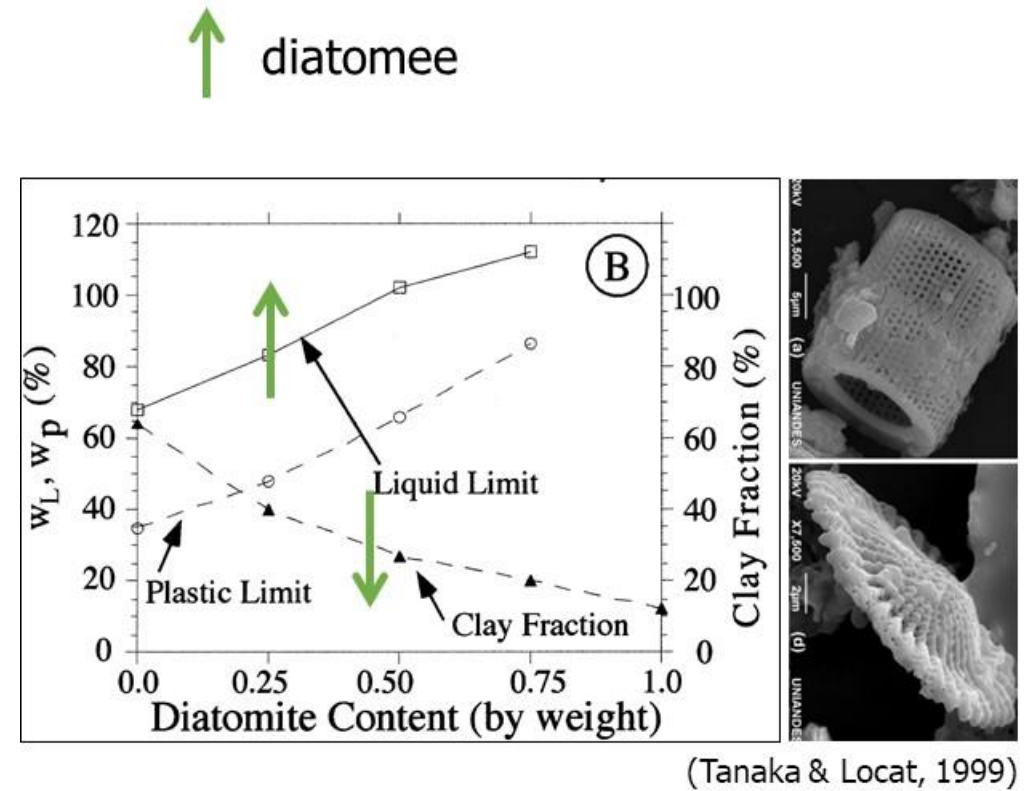 diatomee
B
120
100
80
60
40
20
0
w_L, w_P (%)
100
80
60
40
20
0
Clay Fraction (%)
Liquid Limit
Plastic Limit
Clay Fraction
0.0 0.25 0.50 0.75 1.0
Diatomite Content (by weight)
20kV X3,500 5µm (a) UNIANDES
20kV X7,500 2µm (d) UNIANDES
(Tanaka & Locat, 1999)